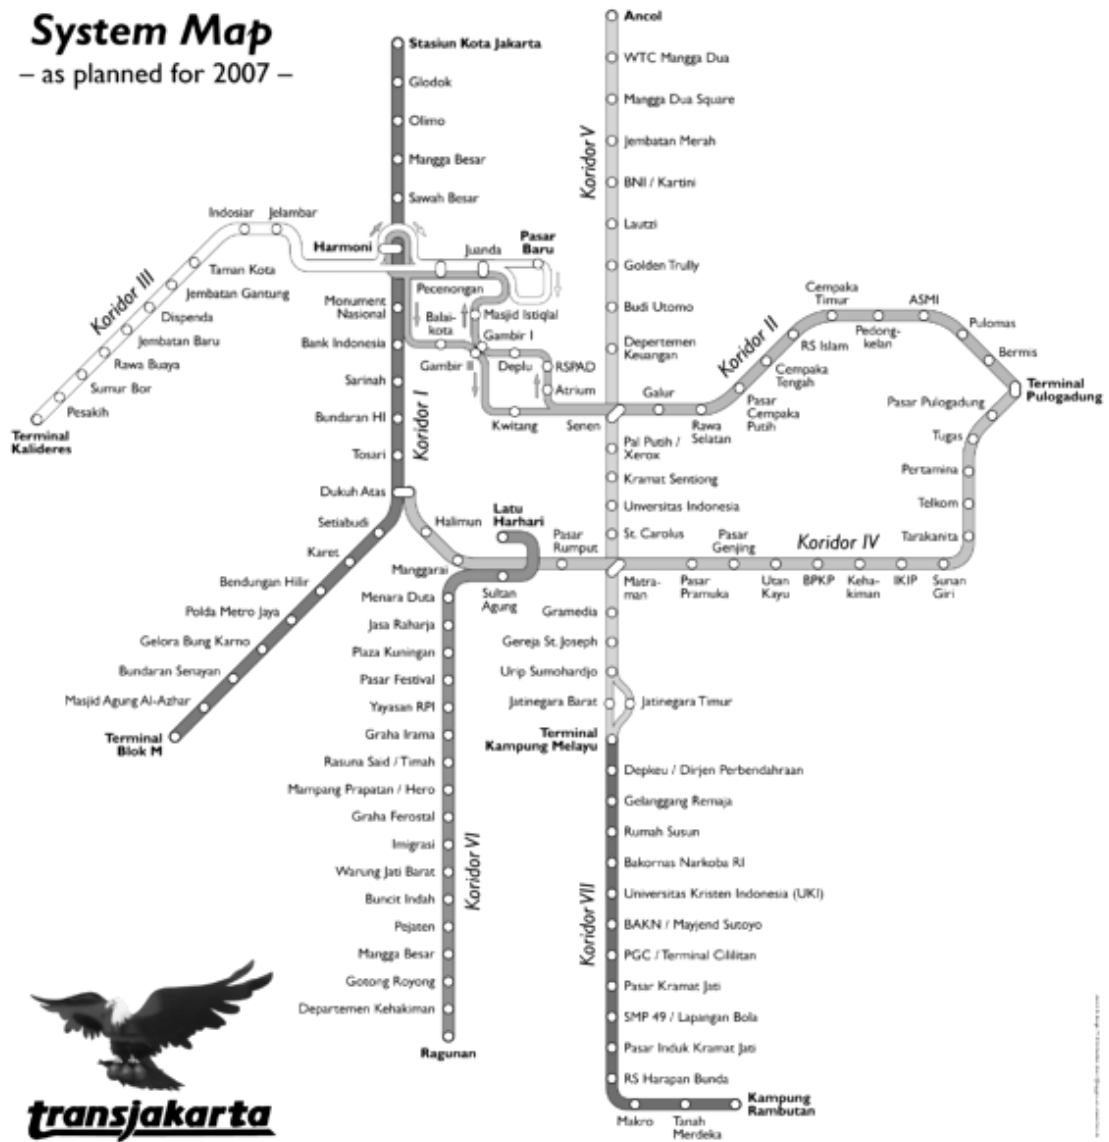 System Map
– as planned for 2007 –
Stasiun Kota Jakarta
Glodok
Olimo
Mangga Besar
Sawah Besar
Harmoni
Monument
Nasional
Bank Indonesia
Sarinah
Bundaran HI
Tosari
Dukuh Atas
Setiabudi
Karet
Bendungan Hilir
Polda Metro Jaya
Gelora Bung Karno
Bundaran Senayan
Masjid Agung Al-Azhar
Terminal
Blok M
Koridor I
Indosiar
Jelambar
Taman Kota
Jembatan Gantung
Dispenda
Jembatan Baru
Rawa Buaya
Sumur Bor
Pesakih
Terminal
Kalideres
Koridor III
Pecenongan
Juanda
Pasar
Baru
Masjid Istiqlal
Balai-
kota
Gambir I
Gambir II
Deplu
RSPAD
Atrium
Kwitang
Senen
Galur
Rawa
Selatan
Pasar
Cempaka
Putih
Cempaka
Tengah
RS Islam
Cempaka
Timur
Pedong-
kelan
ASMI
Pulomas
Bermis
Terminal
Pulogadung
Koridor II
Pasar Pulogadung
Tugas
Pertamina
Telkom
Tarakanita
Sunan
Giri
IKIP
Keha-
kiman
BPKP
Utan
Kayu
Pasar
Genjing
Pasar
Pramuka
Matra-
man
Pasar
Rumput
Manggarai
Halimun
Koridor IV
Ancol
WTC Mangga Dua
Mangga Dua Square
Jembatan Merah
BNI / Kartini
Lautzi
Golden Trully
Budi Utomo
Departemen
Keuangan
Pal Putih /
Xerox
Kramat Sentiong
Unversitas Indonesia
St. Carolus
Gramedia
Gereja St. Joseph
Urip Sumohardjo
Jatinegara Barat
Jatinegara Timur
Terminal
Kampung Melayu
Koridor V
Latu
Harhari
Sultan
Agung
Menara Duta
Jasa Raharja
Plaza Kuningan
Pasar Festival
Yayasan RPI
Graha Irama
Rasuna Said / Timah
Mampang Prapatan / Hero
Graha Ferostal
Imigrasi
Warung Jati Barat
Buncit Indah
Pejaten
Mangga Besar
Gotong Royong
Departemen Kehakiman
Ragunan
Koridor VI
Depkeu / Dirjen Perbendahraan
Gelanggang Remaja
Rumah Susun
Bakornas Narkoba RI
Universitas Kristen Indonesia (UKI)
BAKN / Mayjend Sutoyo
PGC / Terminal Cililitan
Pasar Kramat Jati
SMP 49 / Lapangan Bola
Pasar Induk Kramat Jati
RS Harapan Bunda
Makro
Tanah
Merdeka
Kampung
Rambutan
Koridor VII
transjakarta